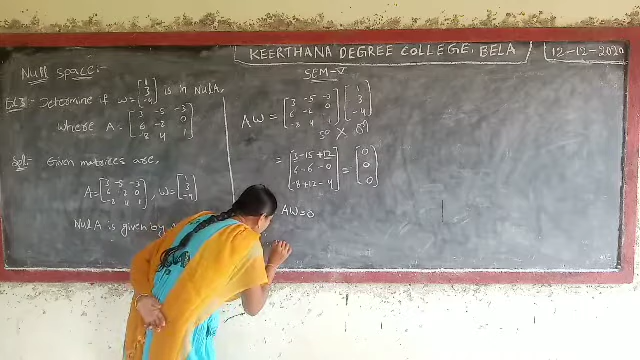 KEERTHANA DEGREE COLLEGE, BELA
12-12-2020
SEM-V
Null space:-
Ex:3:- Determine if w = [1 3 -4] is in NulA,
where A = [3 -5 -3
6 -2 0
-8 4 1]
Sol:- Given matrices are,
A = [3 -5 -3
6 -2 0
-8 4 1], w = [1 3 -4]
NulA is given by
AW = [3 -5 -3
6 -2 0
-8 4 1] [1 3 -4]
= [3-15+12
6-6-0
-8+12-4] = [0 0 0]
AW=0